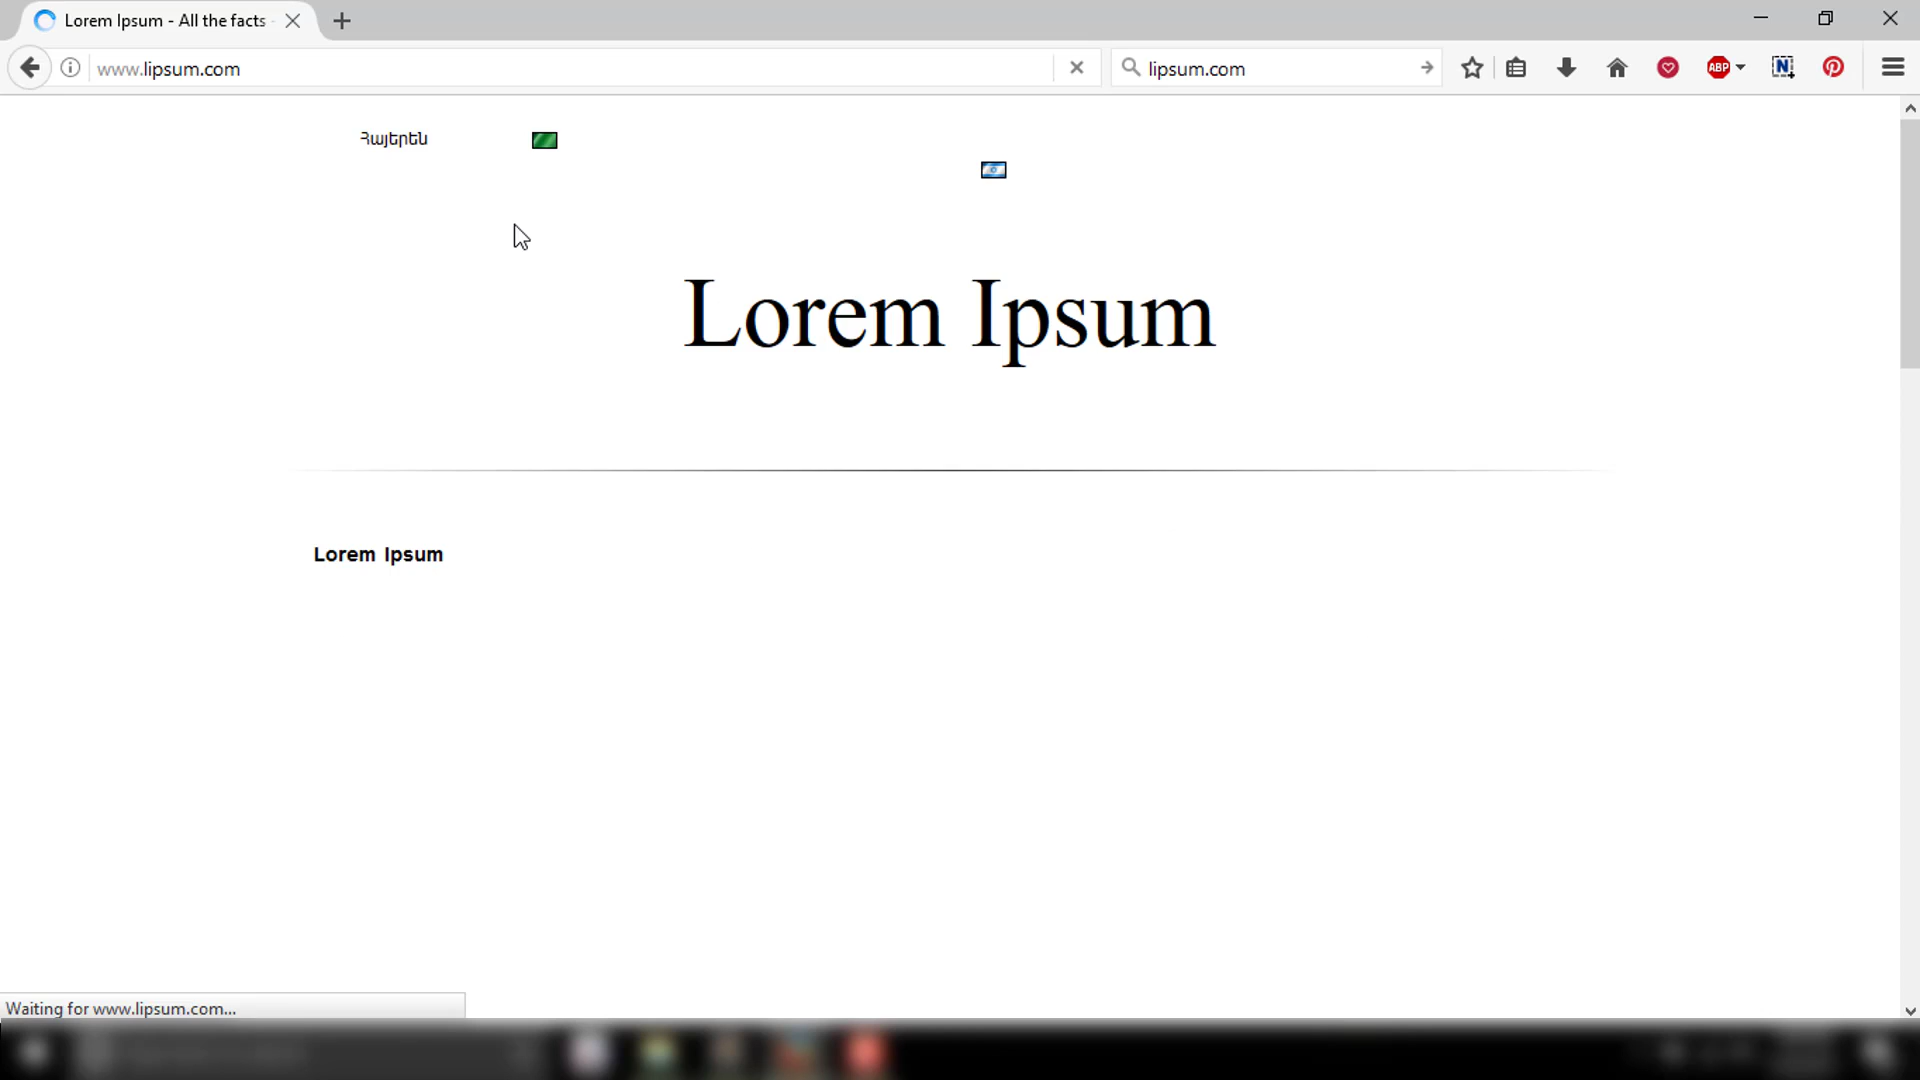 Lorem Ipsum - All the facts -
www.lipsum.com
lipsum.com
ABP
N
Հայերեն
Lorem Ipsum
Lorem Ipsum
Waiting for www.lipsum.com...